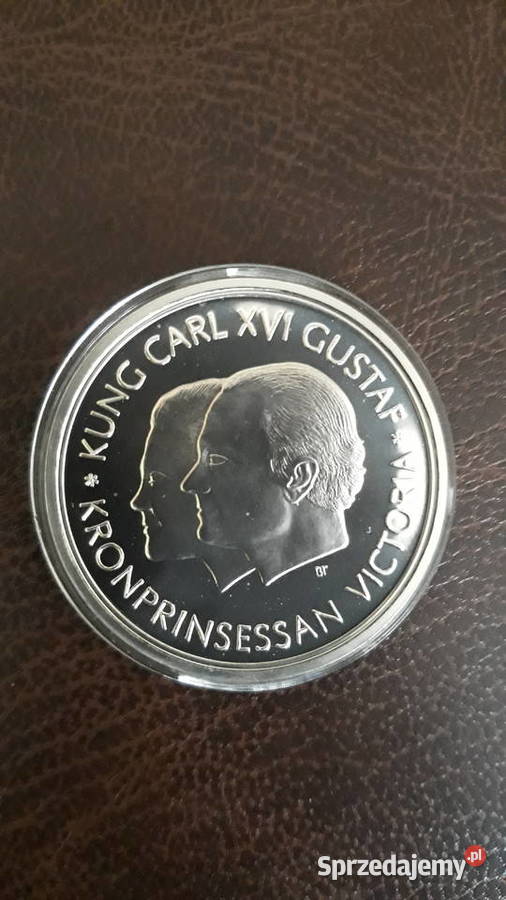 * KUNG CARL XVI GUSTAF *
KRONPRINSESSAN VICTORIA
Sprzedajemy.pl